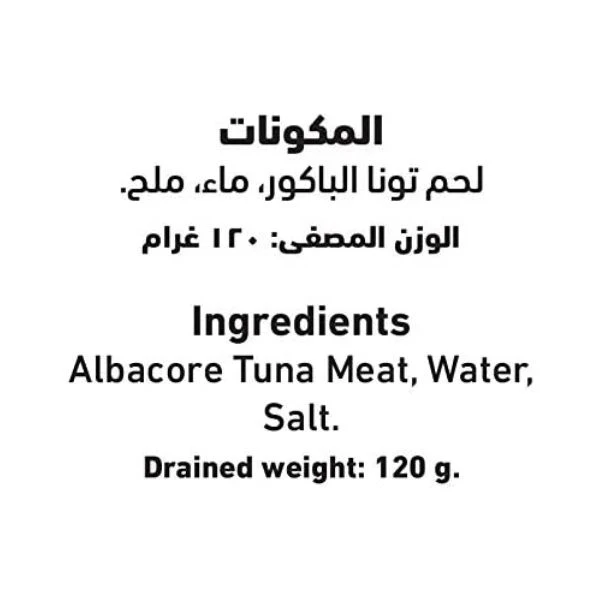 المكونات
لحم تونا الباكور، ماء، ملح.
الوزن المصفى: ١٢٠ غرام
Ingredients
Albacore Tuna Meat, Water,
Salt.
Drained weight: 120 g.